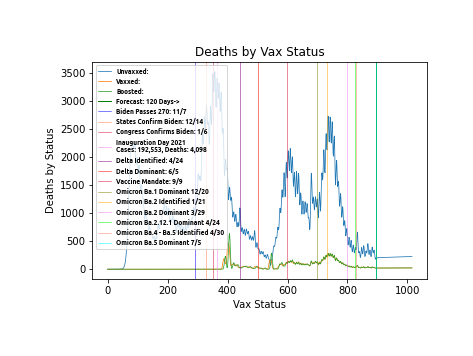 Deaths by Vax Status
Deaths by Status
3500
3000
2500
2000
1500
1000
500
0
Unvaxxed:
Vaxxed:
Boosted:
Forecast: 120 Days->
Biden Passes 270: 11/7
States Confirm Biden: 12/14
Congress Confirms Biden: 1/6
Inauguration Day 2021
Cases: 192,553, Deaths: 4,098
Delta Identified: 4/24
Delta Dominant: 6/5
Vaccine Mandate: 9/9
Omicron Ba.1 Dominant 12/20
Omicron Ba.2 Identified 1/21
Omicron Ba.2 Dominant 3/29
Omicron Ba.2.12.1 Dominant 4/24
Omicron Ba.4 - Ba.5 Identified 4/30
Omicron Ba.5 Dominant 7/5
0 200 400 600 800 1000
Vax Status